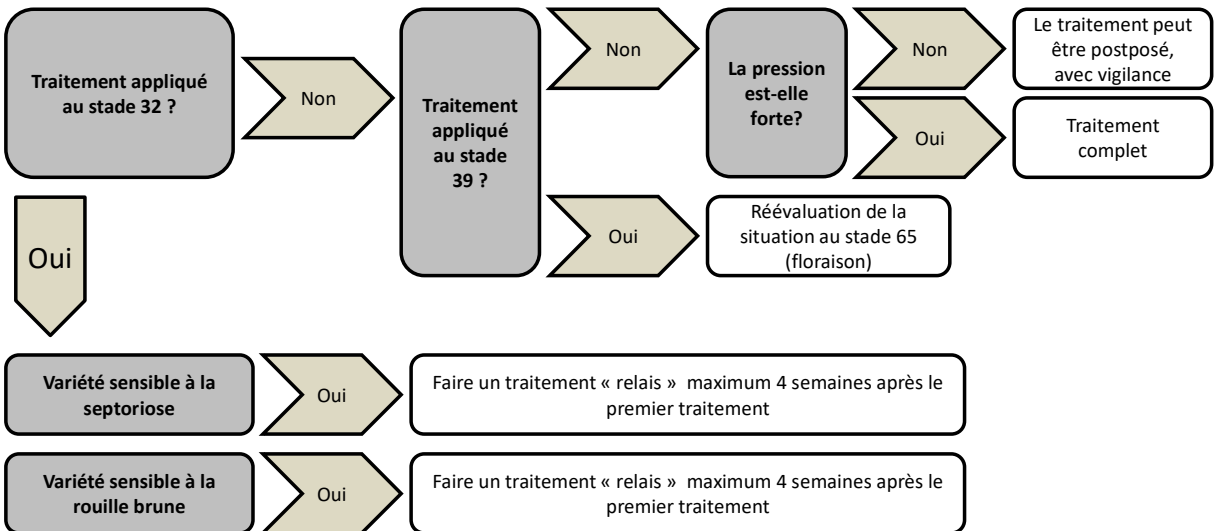 Traitement appliqué
au stade 32 ?
Non
Traitement
appliqué
au stade
39 ?
Non
La pression
est-elle
forte?
Non
Le traitement peut
être postposé,
avec vigilance
Oui
Traitement
complet
Oui
Réévaluation de la
situation au stade 65
(floraison)
Oui
Variété sensible à la
septoriose
Oui
Faire un traitement « relais »  maximum 4 semaines après le
premier traitement
Variété sensible à la
rouille brune
Oui
Faire un traitement « relais »  maximum 4 semaines après le
premier traitement